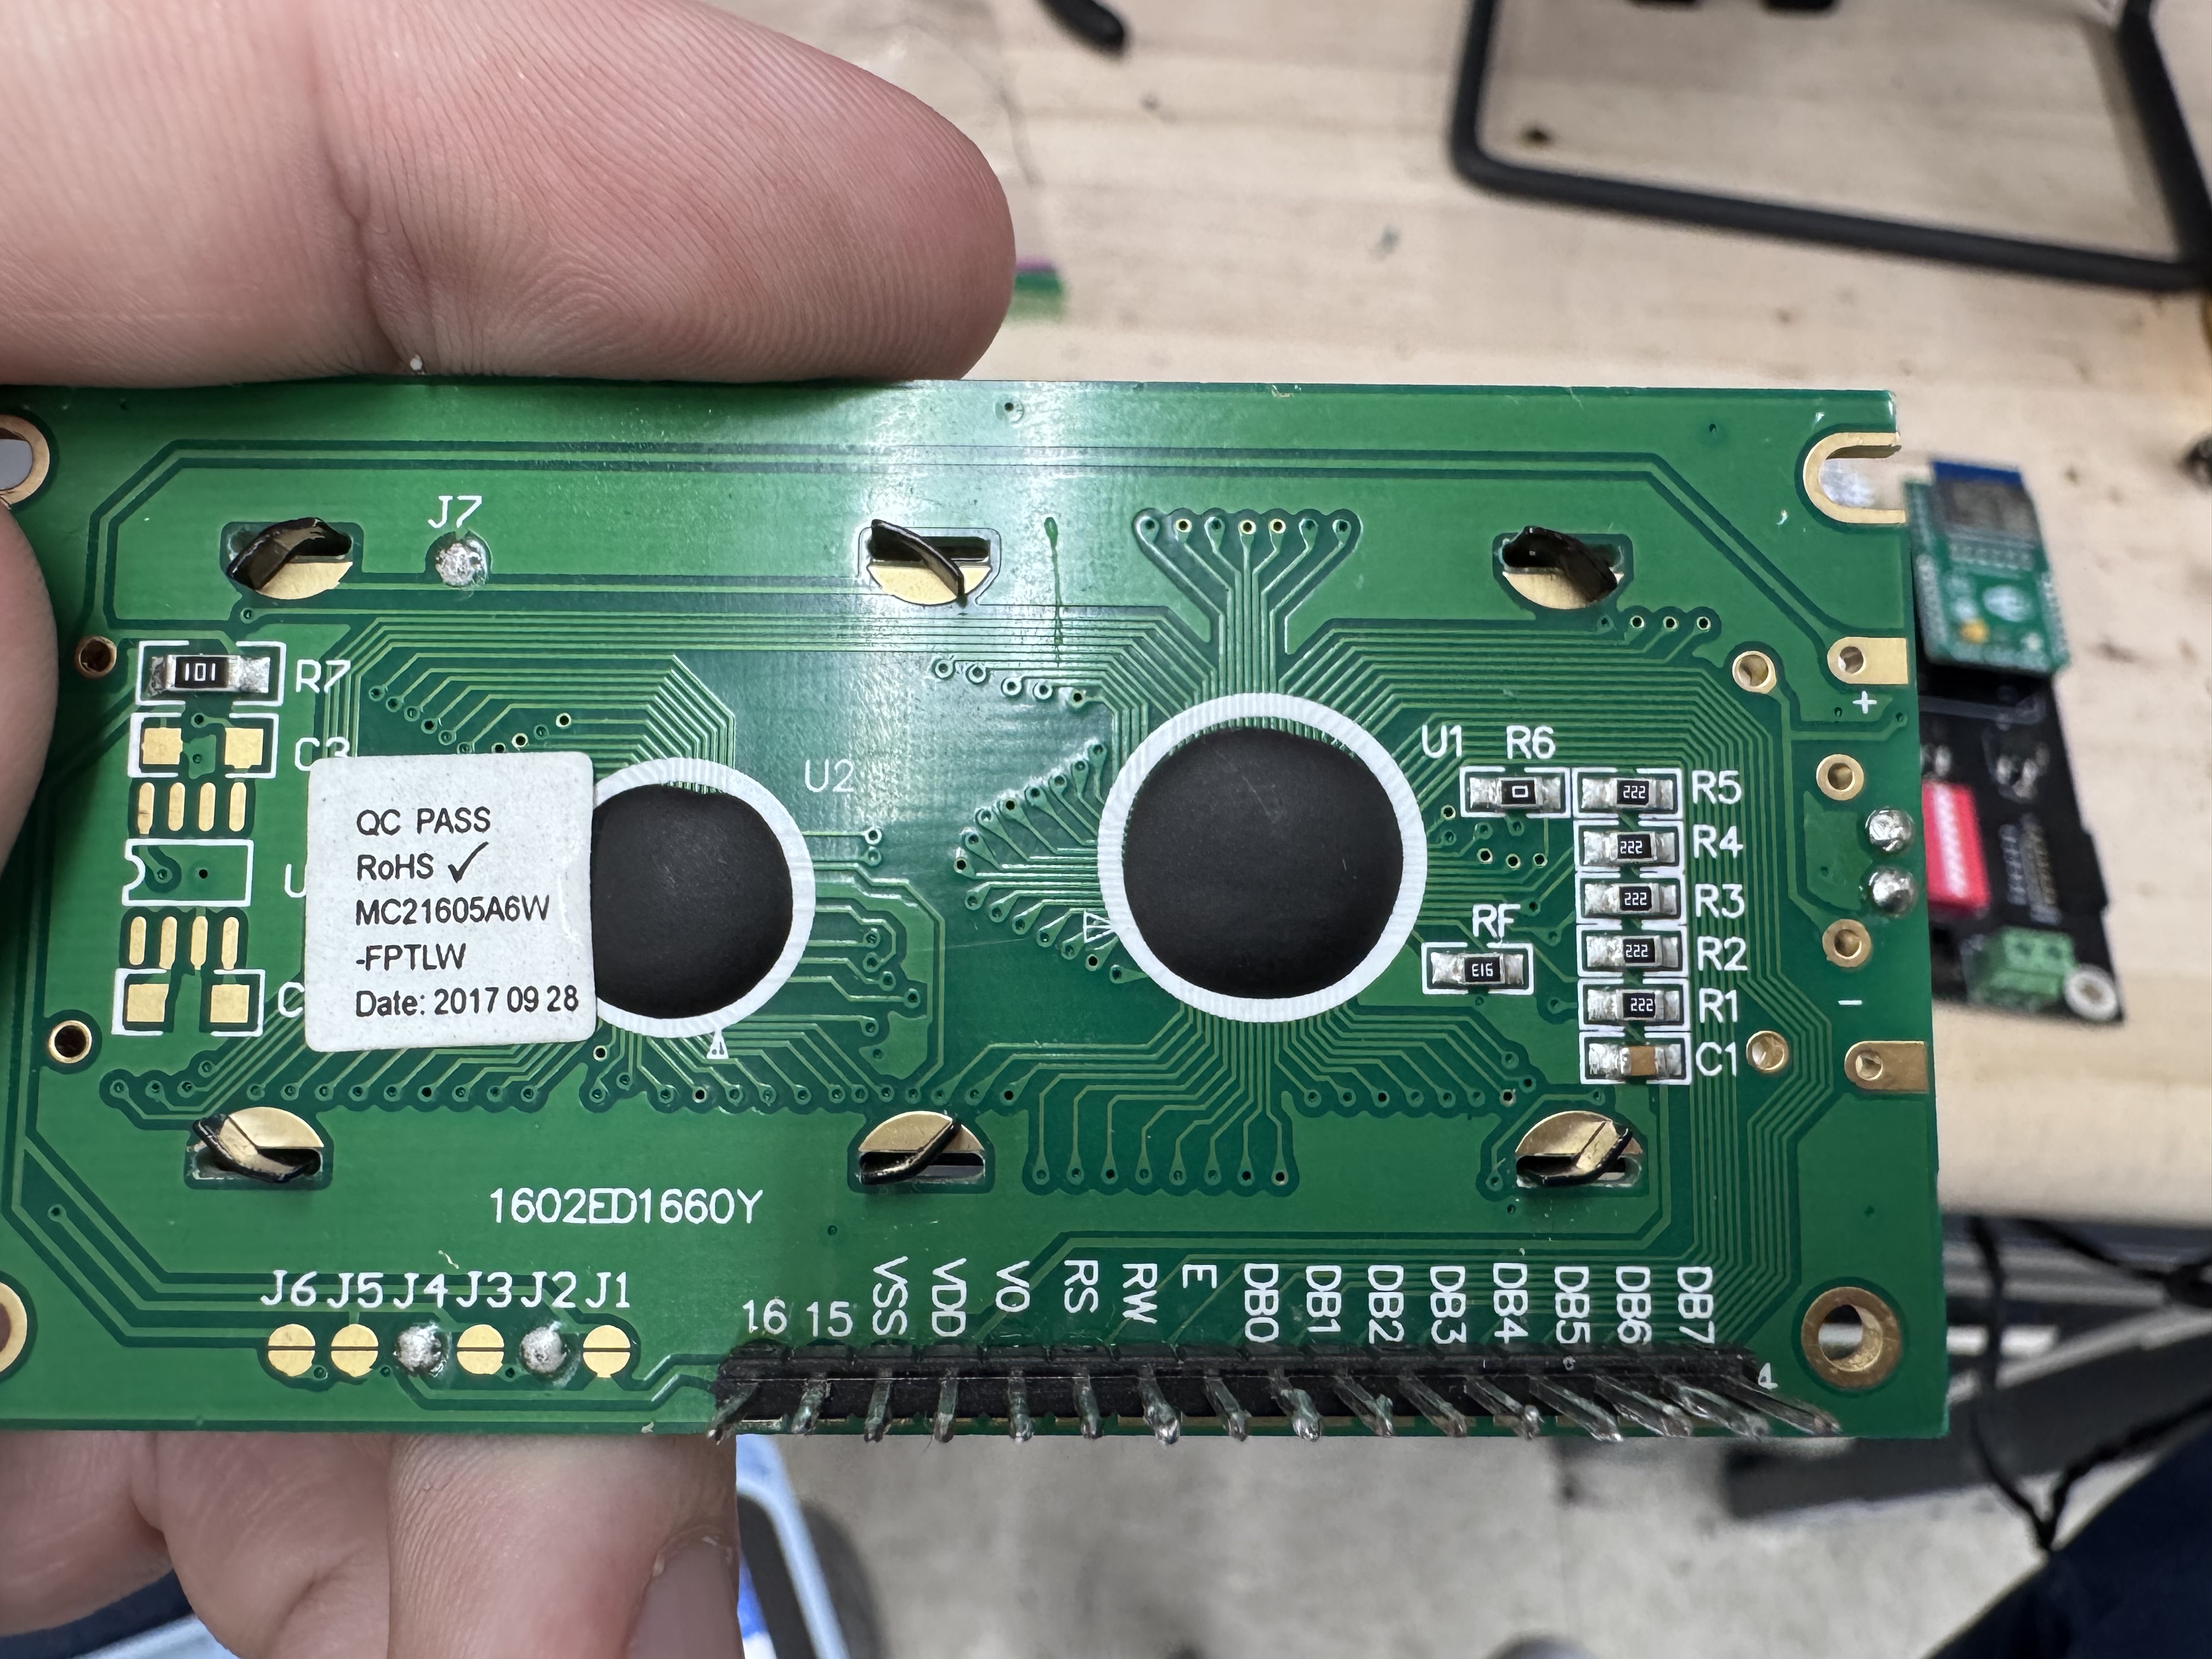 QC PASS
RoHS ✓
MC21605A6W
-FPTLW
Date: 2017 09 28
R7
J7
J6 J5 J4 J3 J2 J1
1602ED1660Y
U2
16 15 VSS VDD VO RS RW E DB0 DB1 DB2 DB3 DB4 DB5 DB6 DB7
U1
RF
R6
C1
R1
R2
R3
R4
R5
101
0
222
222
222
222
222
-
+